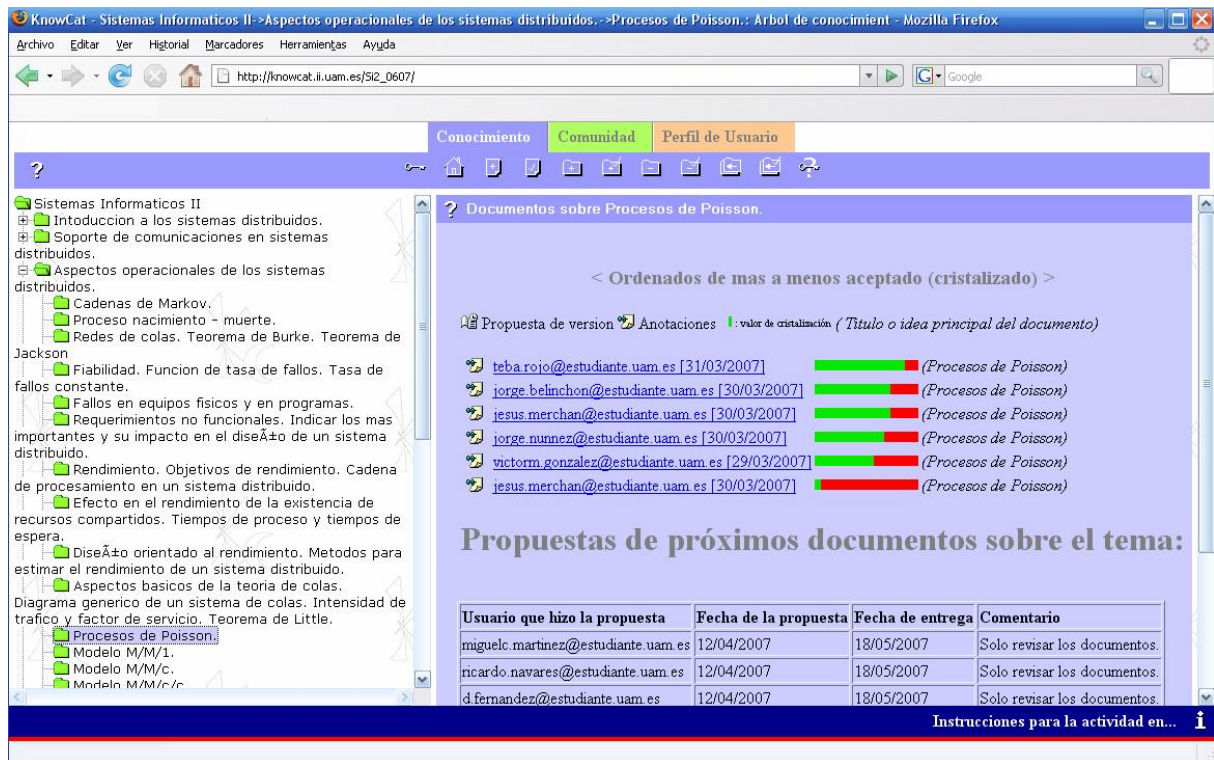 KnowCat - Sistemas Informaticos II->Aspectos operacionales de los sistemas distribuidos.->Procesos de Poisson.: Arbol de conocimient - Mozilla Firefox
Archivo Editar Ver Historial Marcadores Herramientas Ayuda
http://knowcat.ii.uam.es/Si2_0607/
Google
Conocimiento Comunidad Perfil de Usuario
?
Sistemas Informaticos II
Intoduccion a los sistemas distribuidos.
Soporte de comunicaciones en sistemas
distribuidos.
Aspectos operacionales de los sistemas
distribuidos.
Cadenas de Markov.
Proceso nacimiento - muerte.
Redes de colas. Teorema de Burke. Teorema de
Jackson
Fiabilidad. Funcion de tasa de fallos. Tasa de
fallos constante.
Fallos en equipos fisicos y en programas.
Requerimientos no funcionales. Indicar los mas
importantes y su impacto en el diseÃ±o de un sistema
distribuido.
Rendimiento. Objetivos de rendimiento. Cadena
de procesamiento en un sistema distribuido.
Efecto en el rendimiento de la existencia de
recursos compartidos. Tiempos de proceso y tiempos de
espera.
DiseÃ±o orientado al rendimiento. Metodos para
estimar el rendimiento de un sistema distribuido.
Aspectos basicos de la teoria de colas.
Diagrama generico de un sistema de colas. Intensidad de
trafico y factor de servicio. Teorema de Little.
Procesos de Poisson.
Modelo M/M/1.
Modelo M/M/c.
Modelo M/M/c/c
? Documentos sobre Procesos de Poisson.
< Ordenados de mas a menos aceptado (cristalizado) >
Propuesta de version Anotaciones : valor de cristalización ( Titulo o idea principal del documento)
teba.rojo@estudiante.uam.es [31/03/2007] (Procesos de Poisson)
jorge.belinchon@estudiante.uam.es [30/03/2007] (Procesos de Poisson)
jesus.merchan@estudiante.uam.es [30/03/2007] (Procesos de Poisson)
jorge.nunnez@estudiante.uam.es [30/03/2007] (Procesos de Poisson)
victorm.gonzalez@estudiante.uam.es [29/03/2007] (Procesos de Poisson)
jesus.merchan@estudiante.uam.es [30/03/2007] (Procesos de Poisson)
Propuestas de próximos documentos sobre el tema:
Usuario que hizo la propuesta Fecha de la propuesta Fecha de entrega Comentario
miguelc.martinez@estudiante.uam.es 12/04/2007 18/05/2007 Solo revisar los documentos.
ricardo.navares@estudiante.uam.es 12/04/2007 18/05/2007 Solo revisar los documentos.
d.fernandez@estudiante.uam.es 12/04/2007 18/05/2007 Solo revisar los documentos.
Instrucciones para la actividad en... i